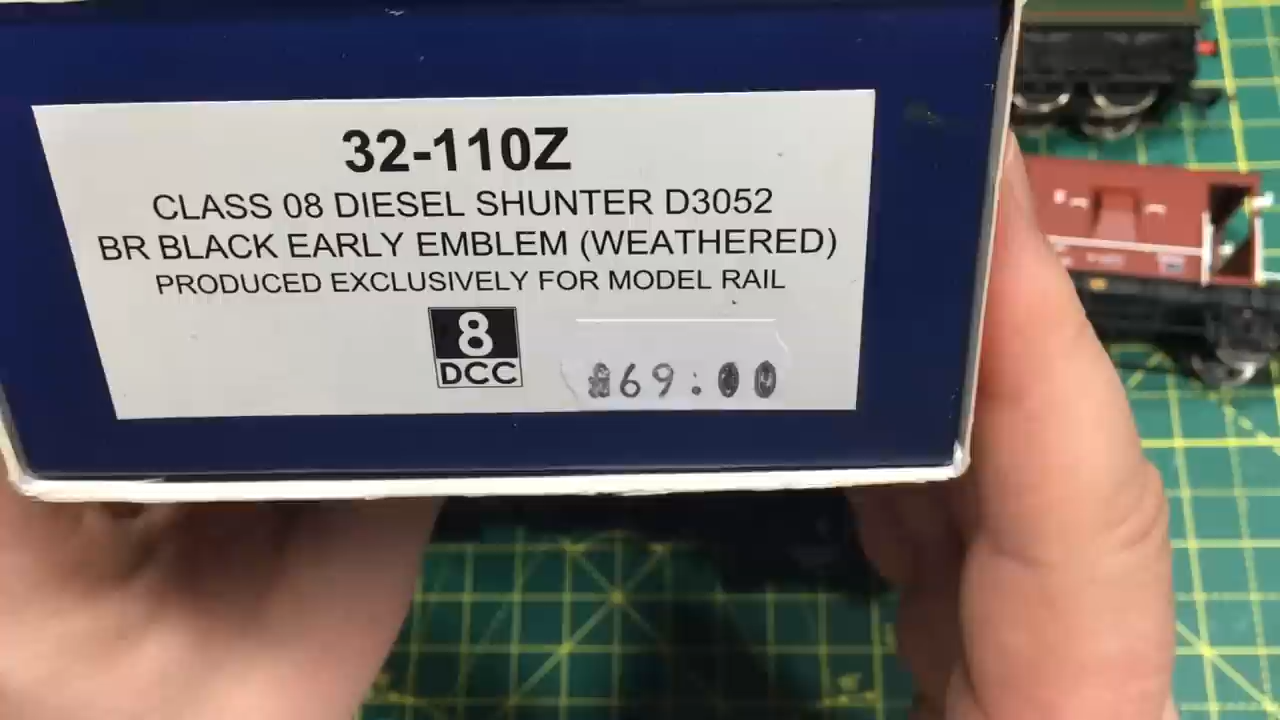 32-110Z
CLASS 08 DIESEL SHUNTER D3052
BR BLACK EARLY EMBLEM (WEATHERED)
PRODUCED EXCLUSIVELY FOR MODEL RAIL
8
DCC
£69:00